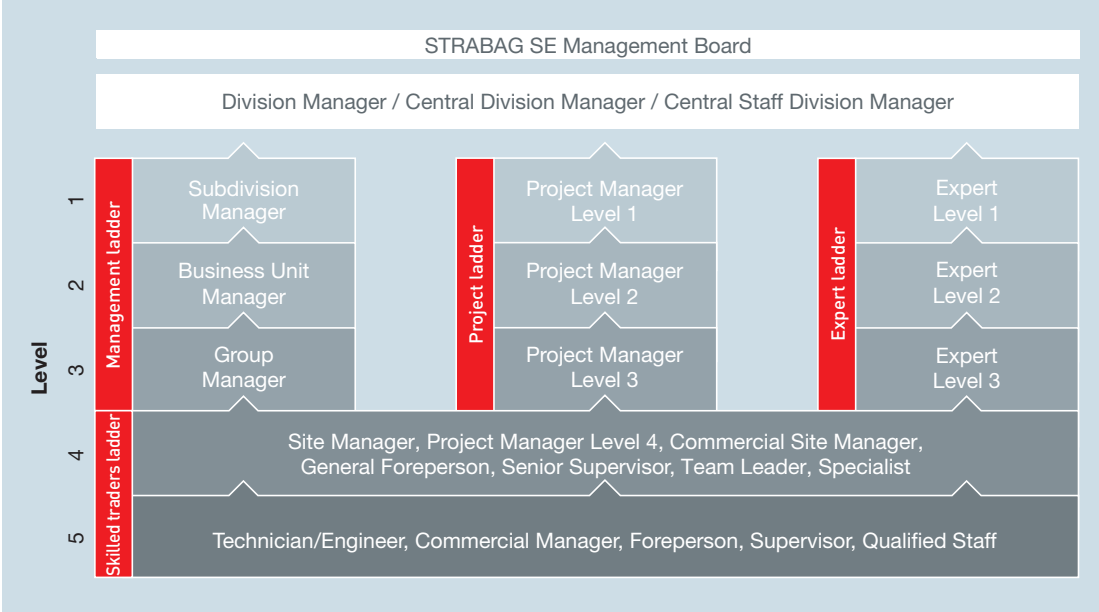 STRABAG SE Management Board
Division Manager / Central Division Manager / Central Staff Division Manager
Level
1
2
3
4
5
Management ladder
Subdivision
Manager
Business Unit
Manager
Group
Manager
Project ladder
Project Manager
Level 1
Project Manager
Level 2
Project Manager
Level 3
Expert ladder
Expert
Level 1
Expert
Level 2
Expert
Level 3
Skilled traders ladder
Site Manager, Project Manager Level 4, Commercial Site Manager,
General Foreperson, Senior Supervisor, Team Leader, Specialist
Technician/Engineer, Commercial Manager, Foreperson, Supervisor, Qualified Staff